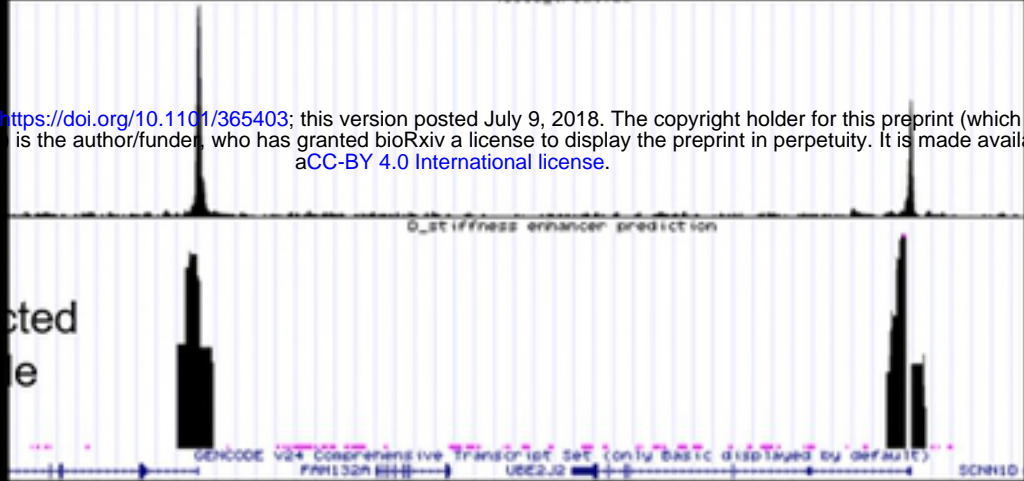 https://doi.org/10.1101/365403; this version posted July 9, 2018. The copyright holder for this preprint (which
) is the author/funder, who has granted bioRxiv a license to display the preprint in perpetuity. It is made availa
aCC-BY 4.0 International license.
D_stiffness enhancer prediction
cted
le
GENCODE v24 Comprehensive Transcript Set (only Basic displayed by default)
FAM132A UBE2J2 SCNN1D